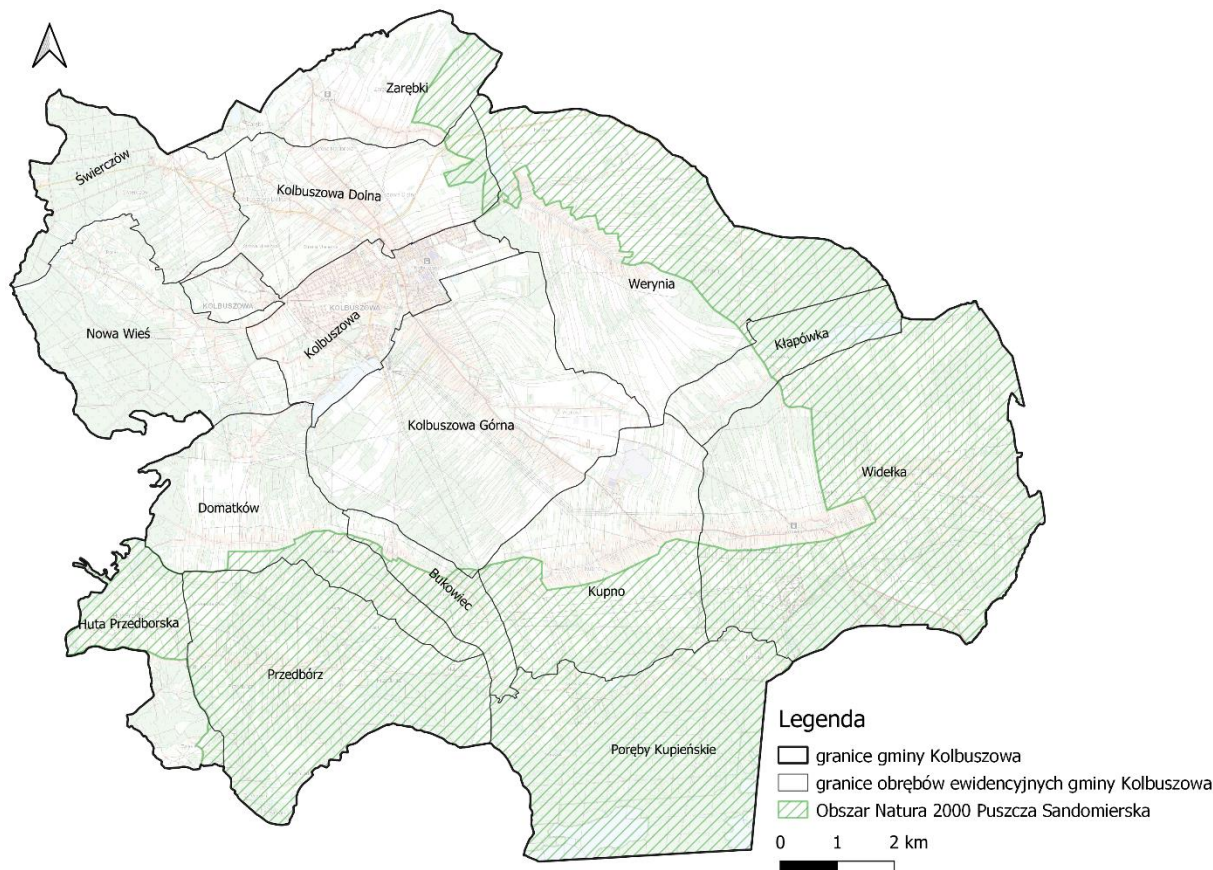 Zarębki
Świerczów
Kolbuszowa Dolna
Werynia
KOLBUSZOWA
KOLBUSZOWA
Nowa Wieś
Kolbuszowa
Kłapówka
Kolbuszowa Górna
Widełka
Domatków
Bukowiec
Kupno
Huta Przedborska
Przedbórz
Poręby Kupieńskie
Legenda
granice gminy Kolbuszowa
granice obrębów ewidencyjnych gminy Kolbuszowa
Obszar Natura 2000 Puszcza Sandomierska
0 1 2 km